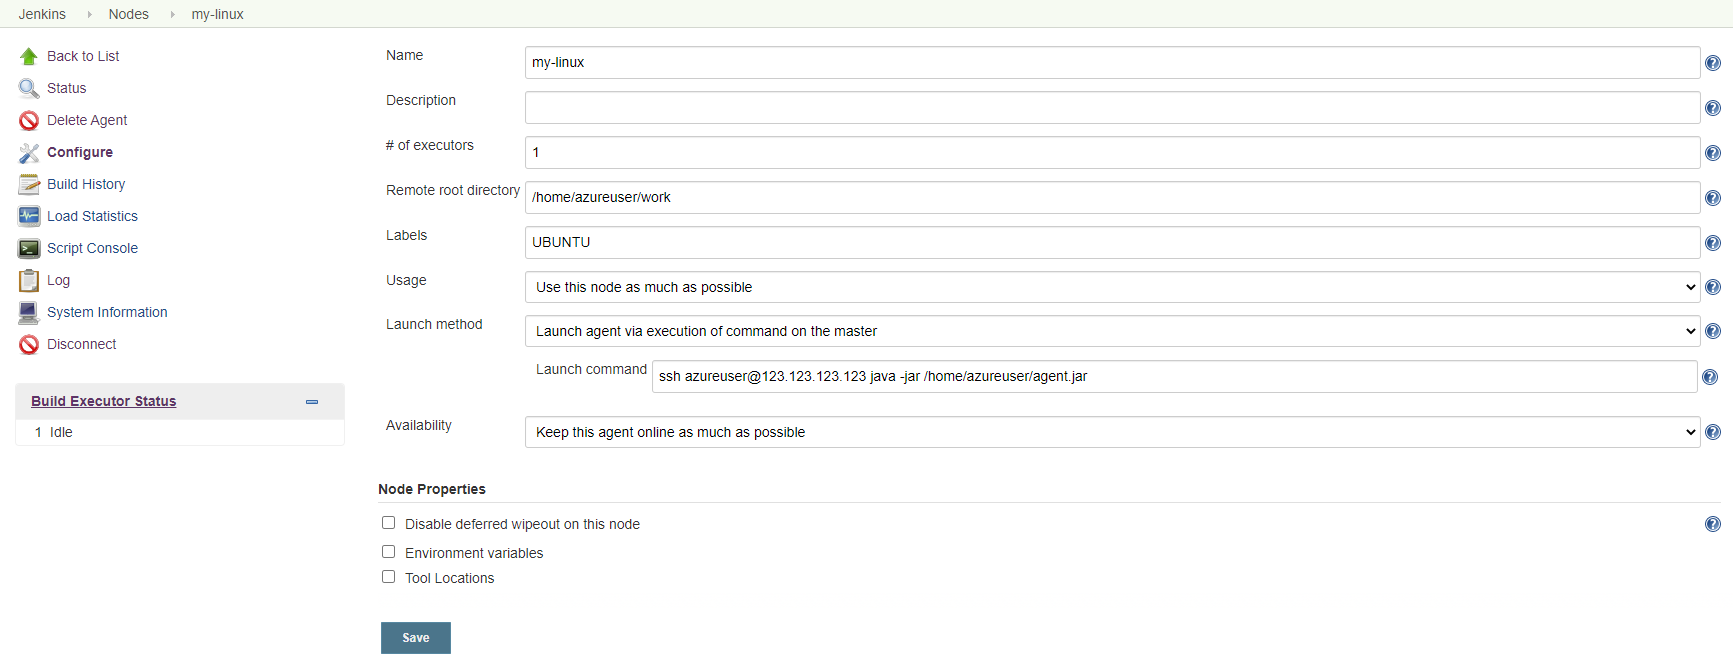 Jenkins Nodes my-linux
Back to List
Status
Delete Agent
Configure
Build History
Load Statistics
Script Console
Log
System Information
Disconnect
Build Executor Status
1 Idle
Name my-linux
Description
# of executors 1
Remote root directory /home/azureuser/work
Labels UBUNTU
Usage Use this node as much as possible
Launch method Launch agent via execution of command on the master
Launch command ssh azureuser@123.123.123.123 java -jar /home/azureuser/agent.jar
Availability Keep this agent online as much as possible
Node Properties
Disable deferred wipeout on this node
Environment variables
Tool Locations
Save